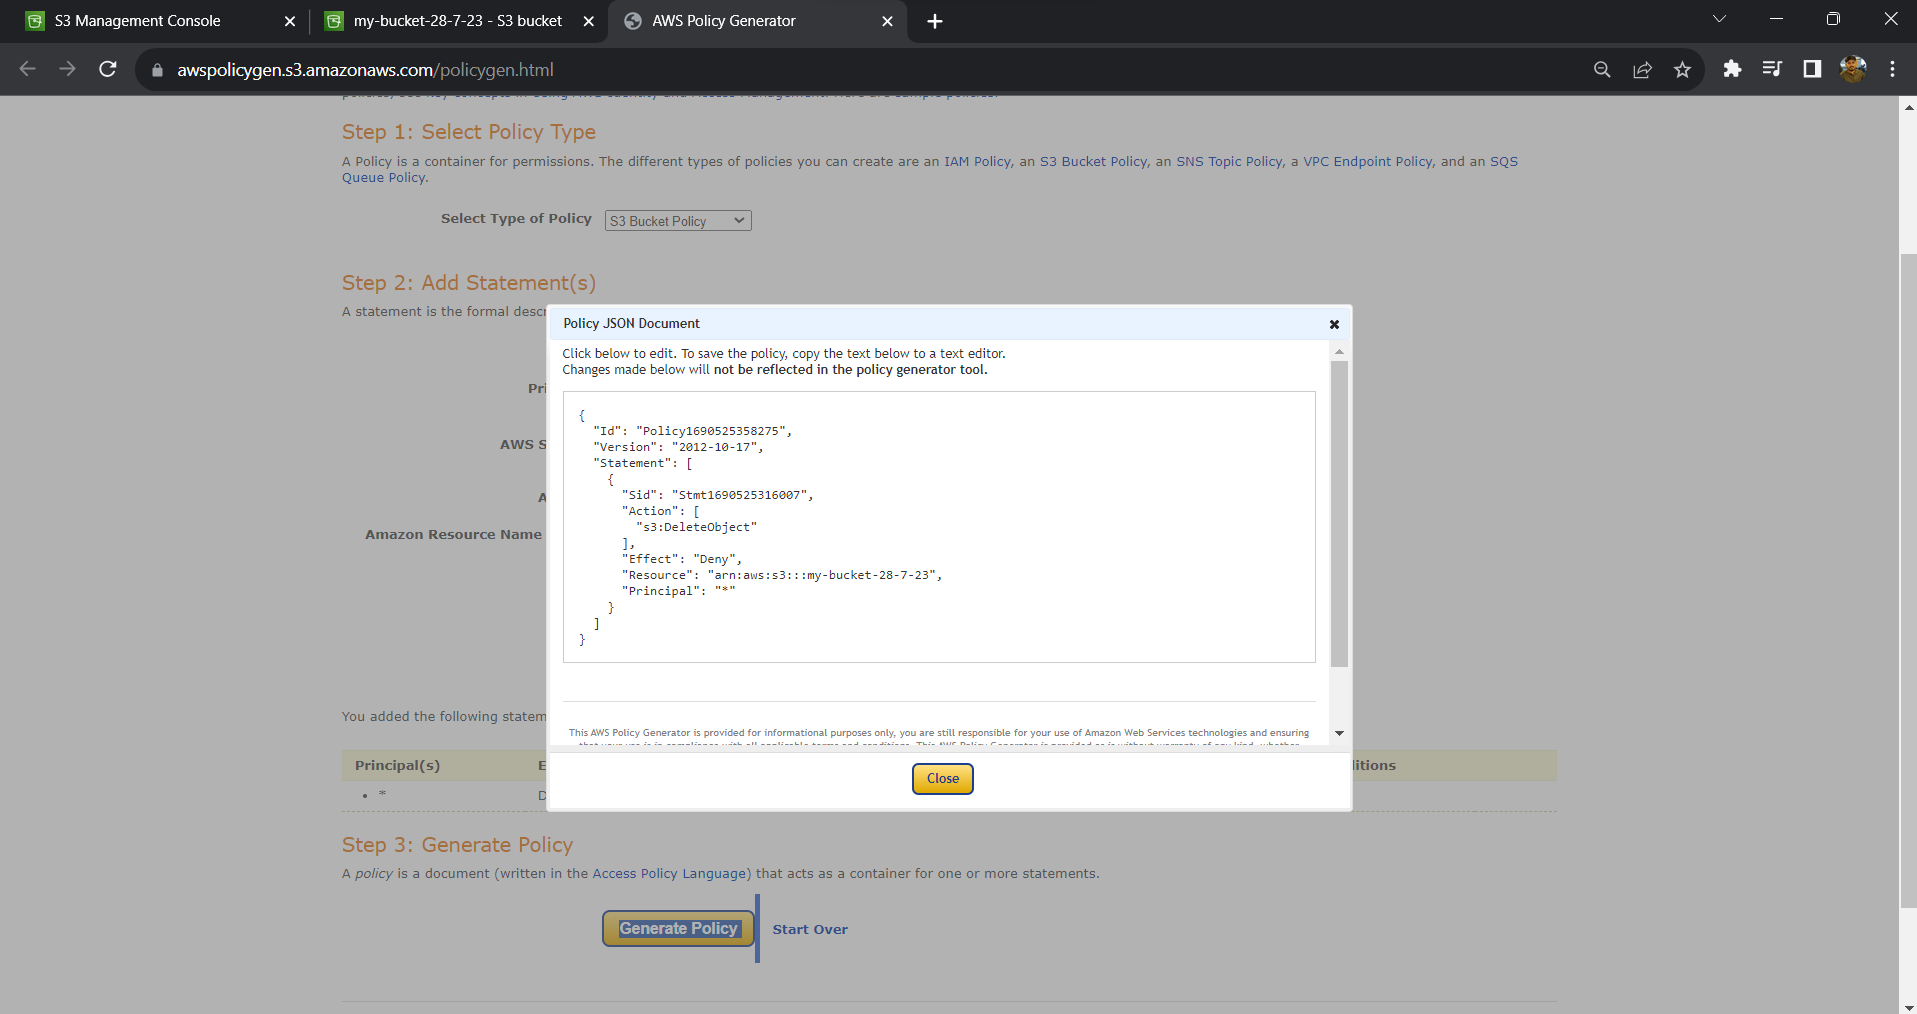 S3 Management Console
my-bucket-28-7-23 - S3 bucket
AWS Policy Generator
awspolicygen.s3.amazonaws.com/policygen.html
Step 1: Select Policy Type
A Policy is a container for permissions. The different types of policies you can create are an IAM Policy, an S3 Bucket Policy, an SNS Topic Policy, a VPC Endpoint Policy, and an SQS
Queue Policy.
Select Type of Policy S3 Bucket Policy
Step 2: Add Statement(s)
A statement is the formal descr
Pri
AWS S
A
Amazon Resource Name
Policy JSON Document
Click below to edit. To save the policy, copy the text below to a text editor.
Changes made below will not be reflected in the policy generator tool.
{
"Id": "Policy1690525358275",
"Version": "2012-10-17",
"Statement": [
{
"Sid": "Stmt1690525316007",
"Action": [
"s3:DeleteObject"
],
"Effect": "Deny",
"Resource": "arn:aws:s3:::my-bucket-28-7-23",
"Principal": "*"
}
]
}
This AWS Policy Generator is provided for informational purposes only, you are still responsible for your use of Amazon Web Services technologies and ensuring
Close
You added the following statem
Principal(s) E
ditions
• * D
Step 3: Generate Policy
A policy is a document (written in the Access Policy Language) that acts as a container for one or more statements.
Generate Policy Start Over